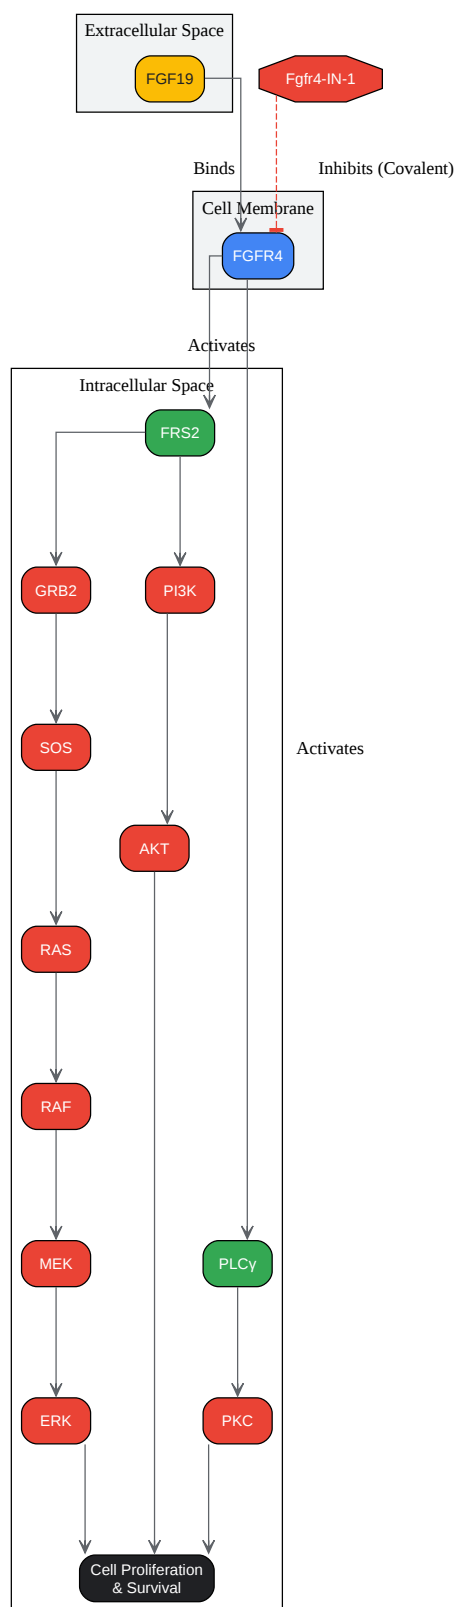 Extracellular Space
FGF19
Fgfr4-IN-1
Binds
Inhibits (Covalent)
Cell Membrane
FGFR4
Activates
Intracellular Space
FRS2
GRB2
PI3K
SOS
Activates
AKT
RAS
RAF
MEK
PLCγ
ERK
PKC
Cell Proliferation
& Survival